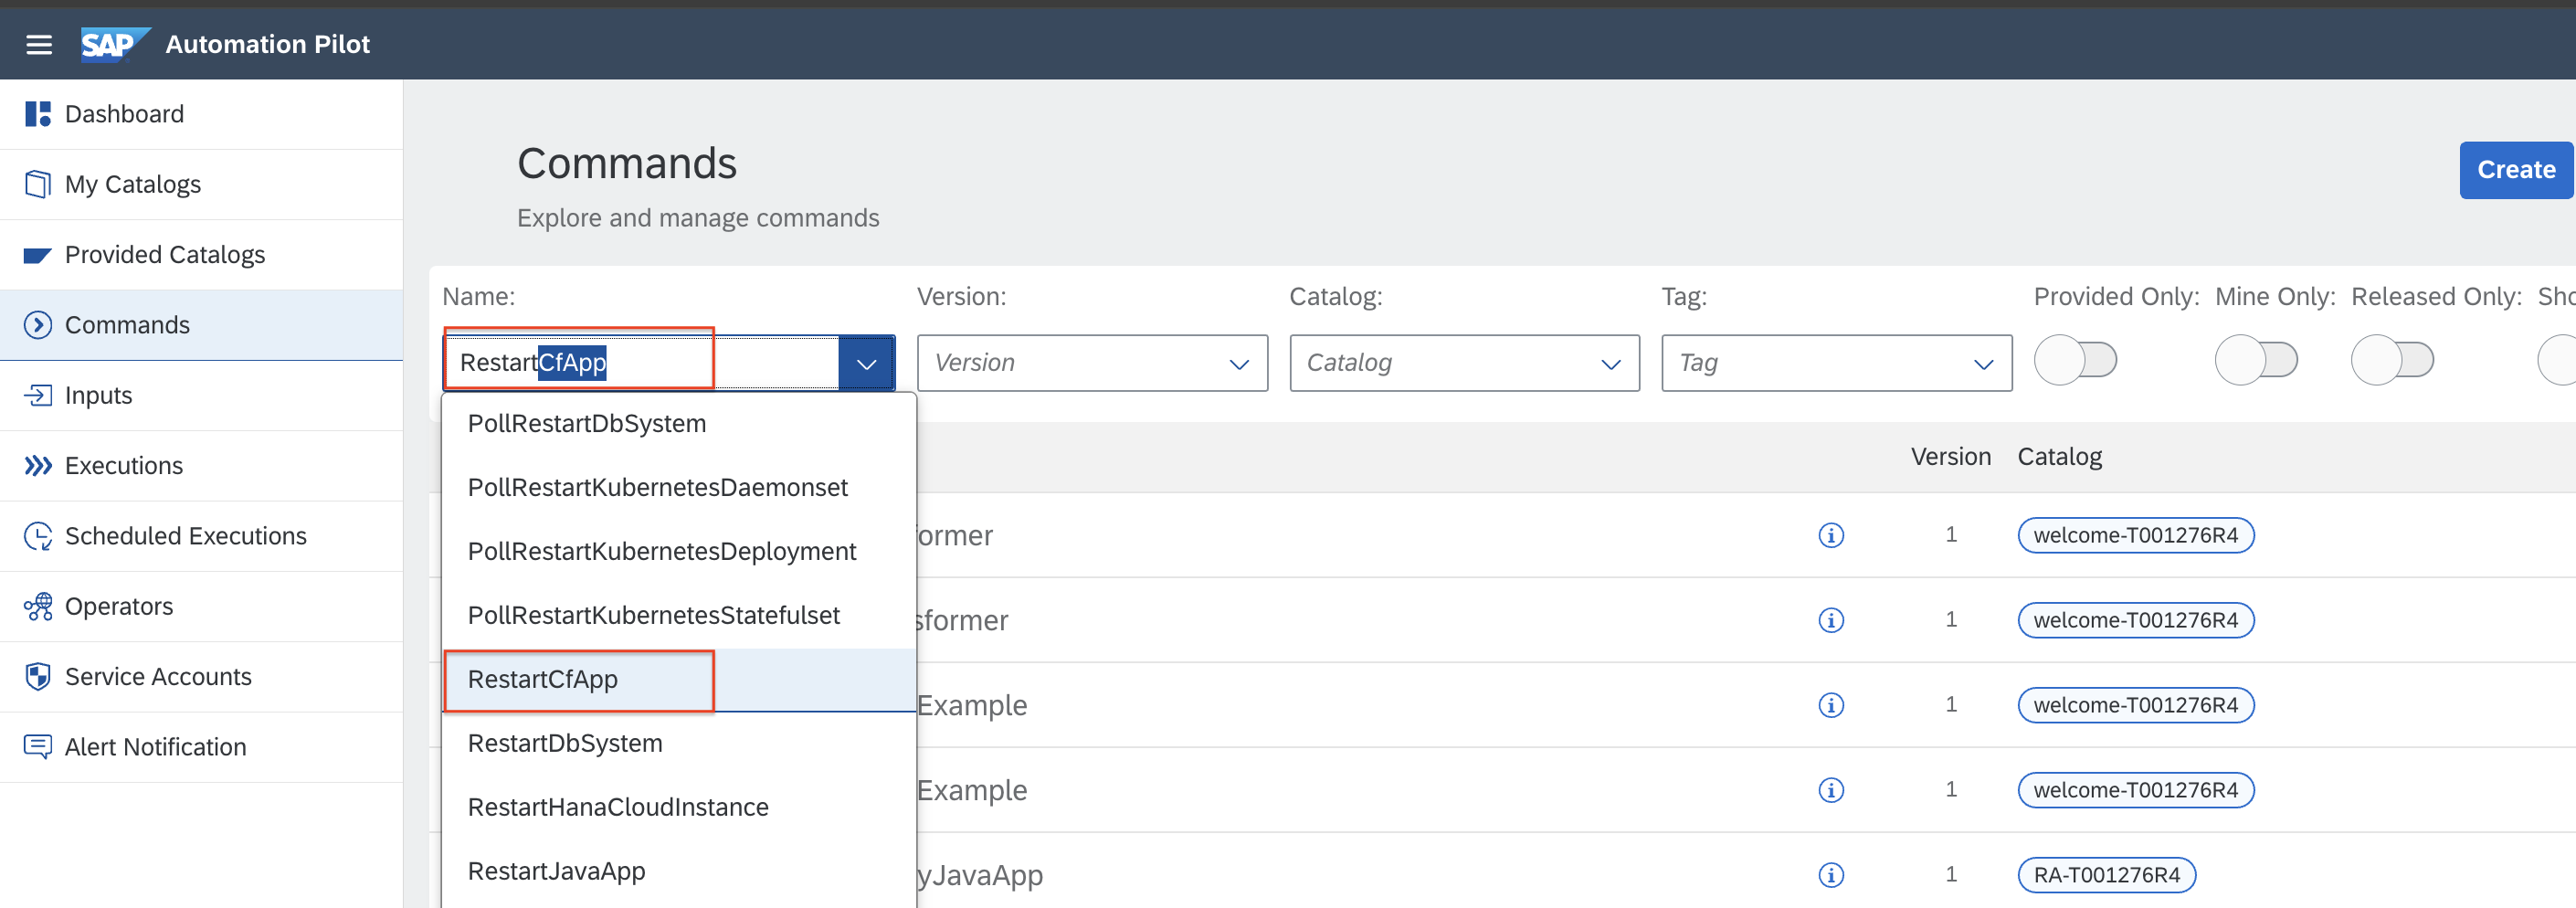 SAP Automation Pilot
Dashboard
My Catalogs
Provided Catalogs
Commands
Inputs
Executions
Scheduled Executions
Operators
Service Accounts
Alert Notification
Commands
Explore and manage commands
Create
Name:
Version:
Catalog:
Tag:
Provided Only:
Mine Only:
Released Only:
RestartCfApp
Version
Catalog
Tag
PollRestartDbSystem
PollRestartKubernetesDaemonset
PollRestartKubernetesDeployment
PollRestartKubernetesStatefulset
RestartCfApp
RestartDbSystem
RestartHanaCloudInstance
RestartJavaApp
Version Catalog
former 1 welcome-T001276R4
sformer 1 welcome-T001276R4
Example 1 welcome-T001276R4
Example 1 welcome-T001276R4
yJavaApp 1 RA-T001276R4